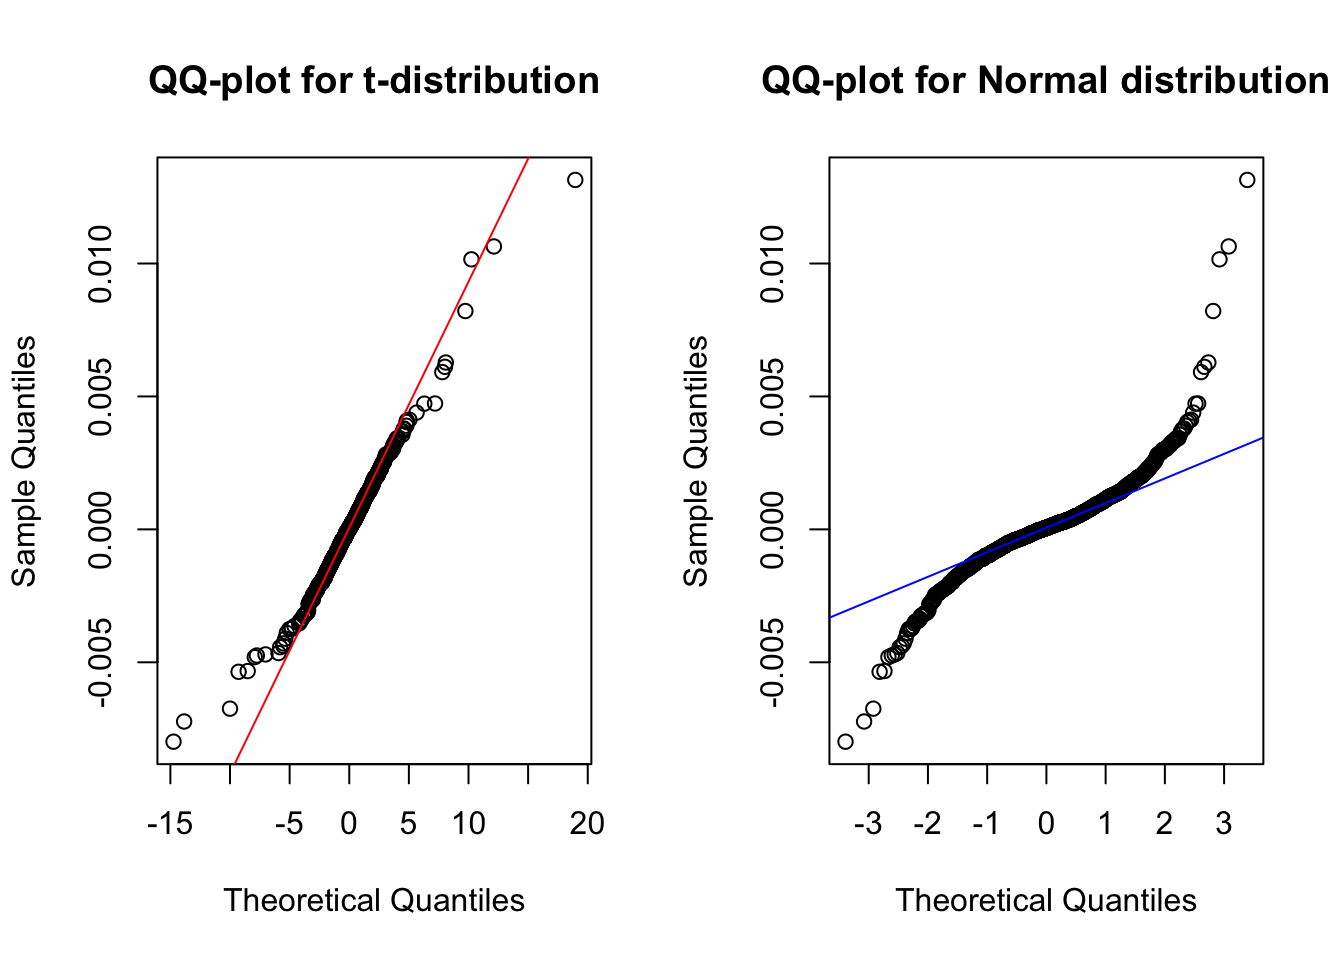 QQ-plot for t-distribution
Sample Quantiles
0.010
0.005
0.000
-0.005
-15 -5 0 5 10 20
Theoretical Quantiles
QQ-plot for Normal distribution
Sample Quantiles
0.010
0.005
0.000
-0.005
-3 -2 -1 0 1 2 3
Theoretical Quantiles